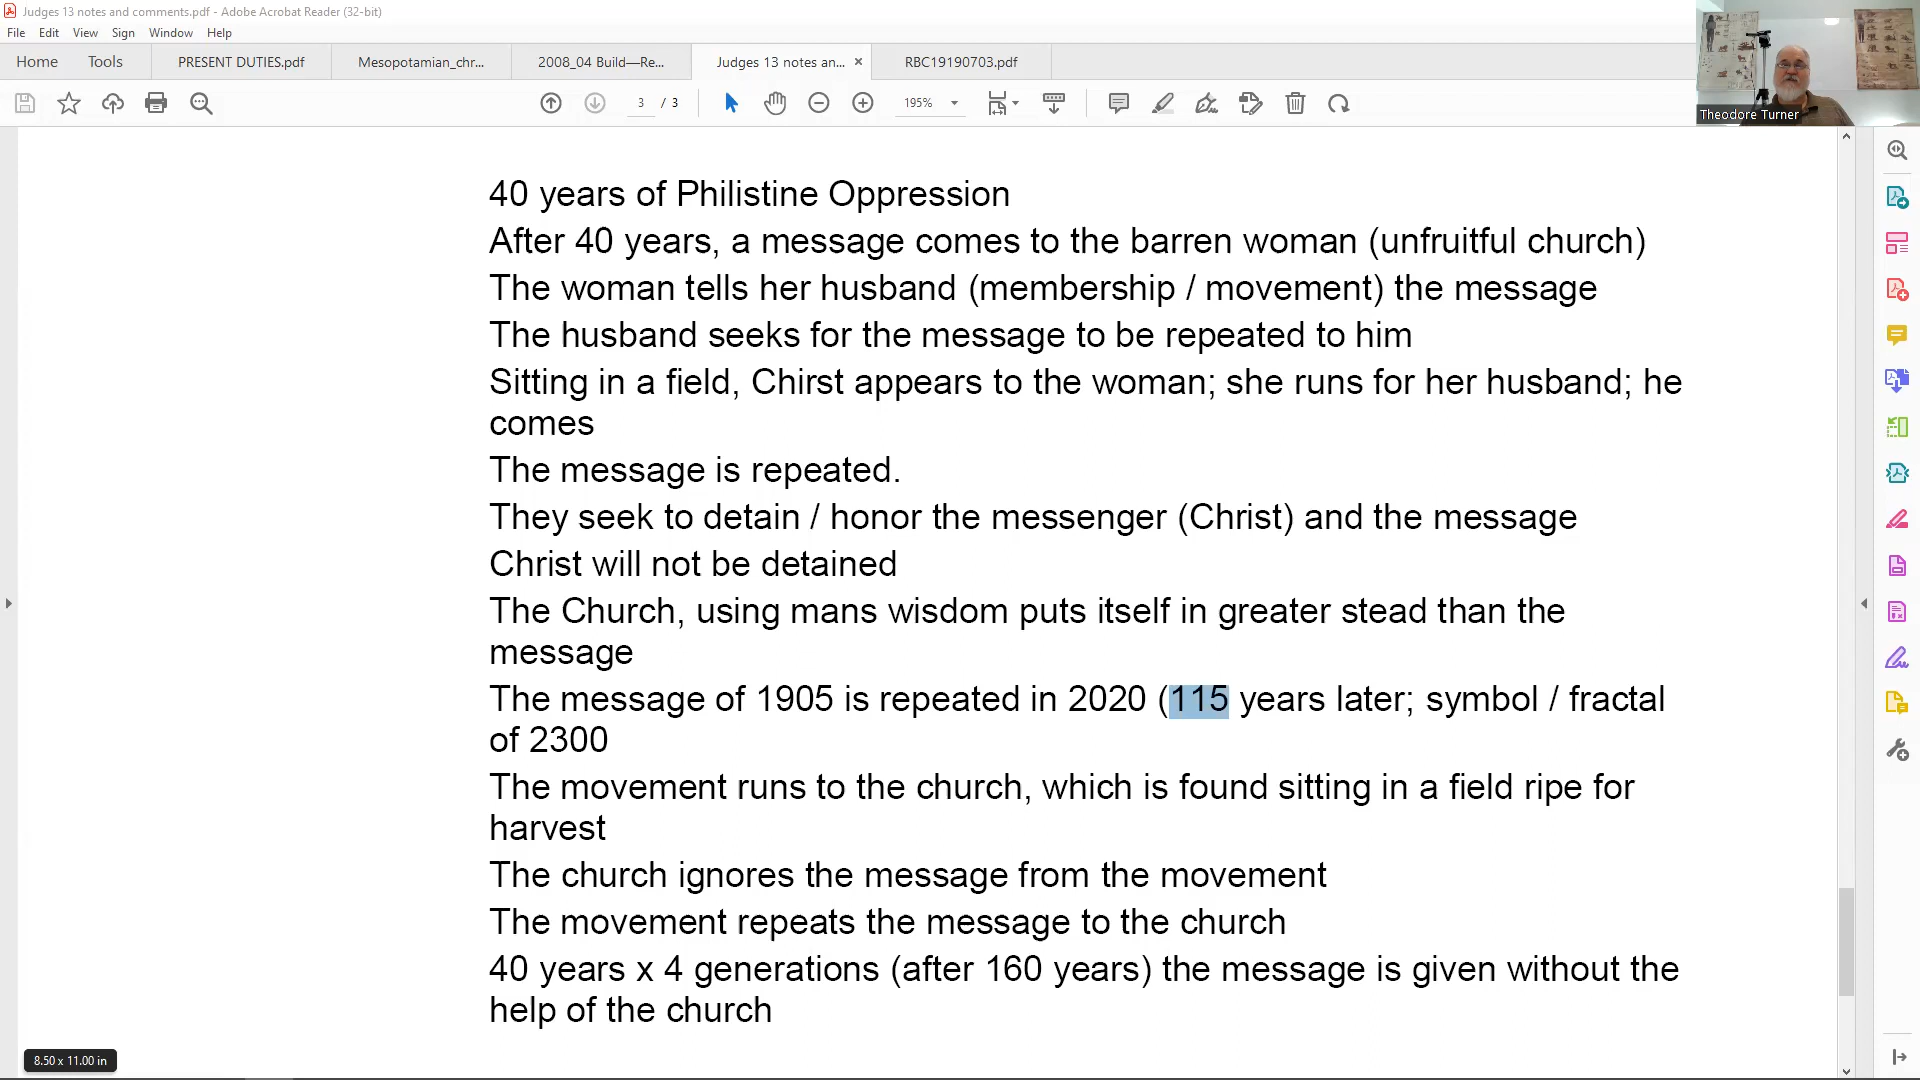 Judges 13 notes and comments.pdf - Adobe Acrobat Reader (32-bit)
File Edit View Sign Window Help
Home Tools PRESENT DUTIES.pdf Mesopotamian_chr... 2008_04 Build—Re... Judges 13 notes an... × RBC19190703.pdf
3 / 3 195%
Theodore Turner
40 years of Philistine Oppression
After 40 years, a message comes to the barren woman (unfruitful church)
The woman tells her husband (membership / movement) the message
The husband seeks for the message to be repeated to him
Sitting in a field, Chirst appears to the woman; she runs for her husband; he
comes
The message is repeated.
They seek to detain / honor the messenger (Christ) and the message
Christ will not be detained
The Church, using mans wisdom puts itself in greater stead than the
message
The message of 1905 is repeated in 2020 (115 years later; symbol / fractal
of 2300
The movement runs to the church, which is found sitting in a field ripe for
harvest
The church ignores the message from the movement
The movement repeats the message to the church
40 years x 4 generations (after 160 years) the message is given without the
help of the church
8.50 x 11.00 in